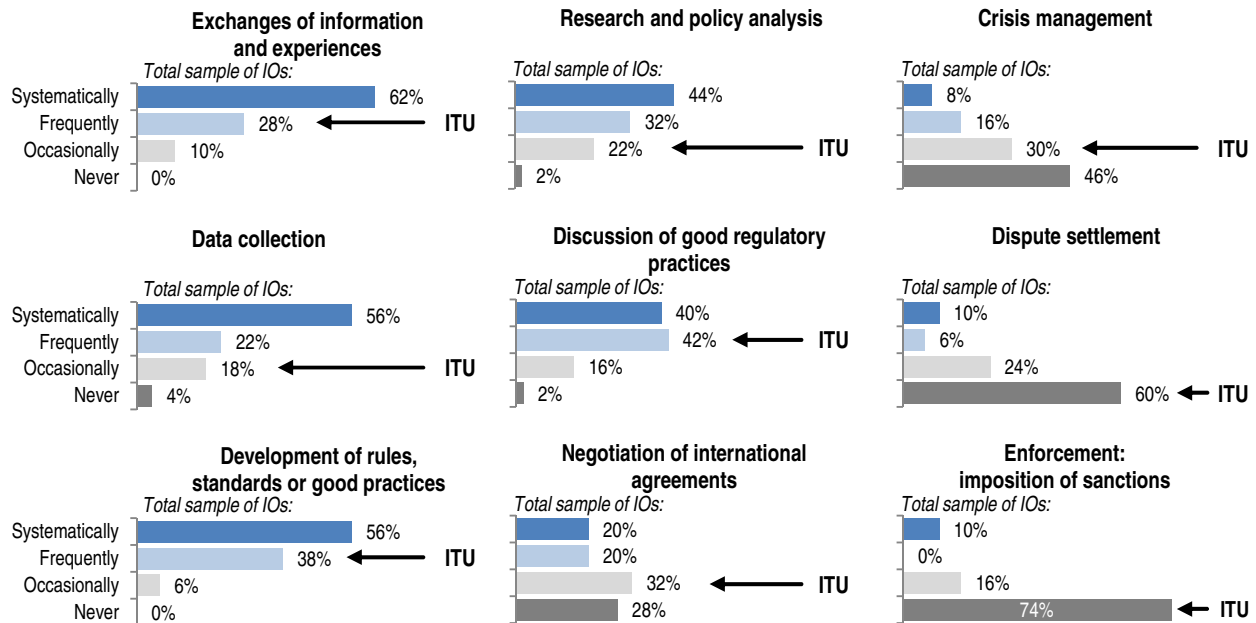 Exchanges of information
and experiences
Total sample of IOs:
Systematically 62%
Frequently 28% ITU
Occasionally 10%
Never 0%
Research and policy analysis
Total sample of IOs:
44%
32%
22% ITU
2%
Crisis management
Total sample of IOs:
8%
16%
30% ITU
46%
Data collection
Total sample of IOs:
Systematically 56%
Frequently 22%
Occasionally 18% ITU
Never 4%
Discussion of good regulatory
practices
Total sample of IOs:
40%
42% ITU
16%
2%
Dispute settlement
Total sample of IOs:
10%
6%
24%
60% ITU
Development of rules,
standards or good practices
Total sample of IOs:
Systematically 56%
Frequently 38% ITU
Occasionally 6%
Never 0%
Negotiation of international
agreements
Total sample of IOs:
20%
20%
32% ITU
28%
Enforcement:
imposition of sanctions
Total sample of IOs:
10%
0%
16%
74% ITU